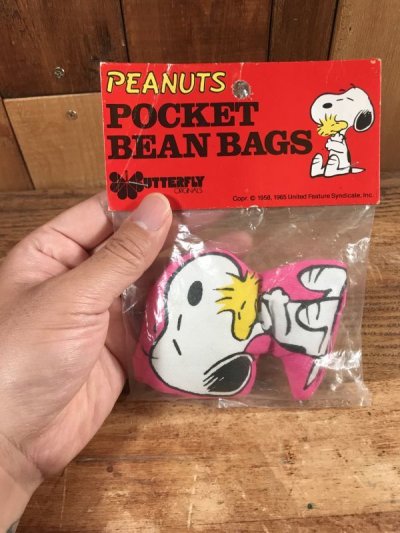 PEANUTS
POCKET
BEAN BAGS
BUTTERFLY
ORIGINALS
Copr. © 1958, 1965 United Feature Syndicate, Inc.